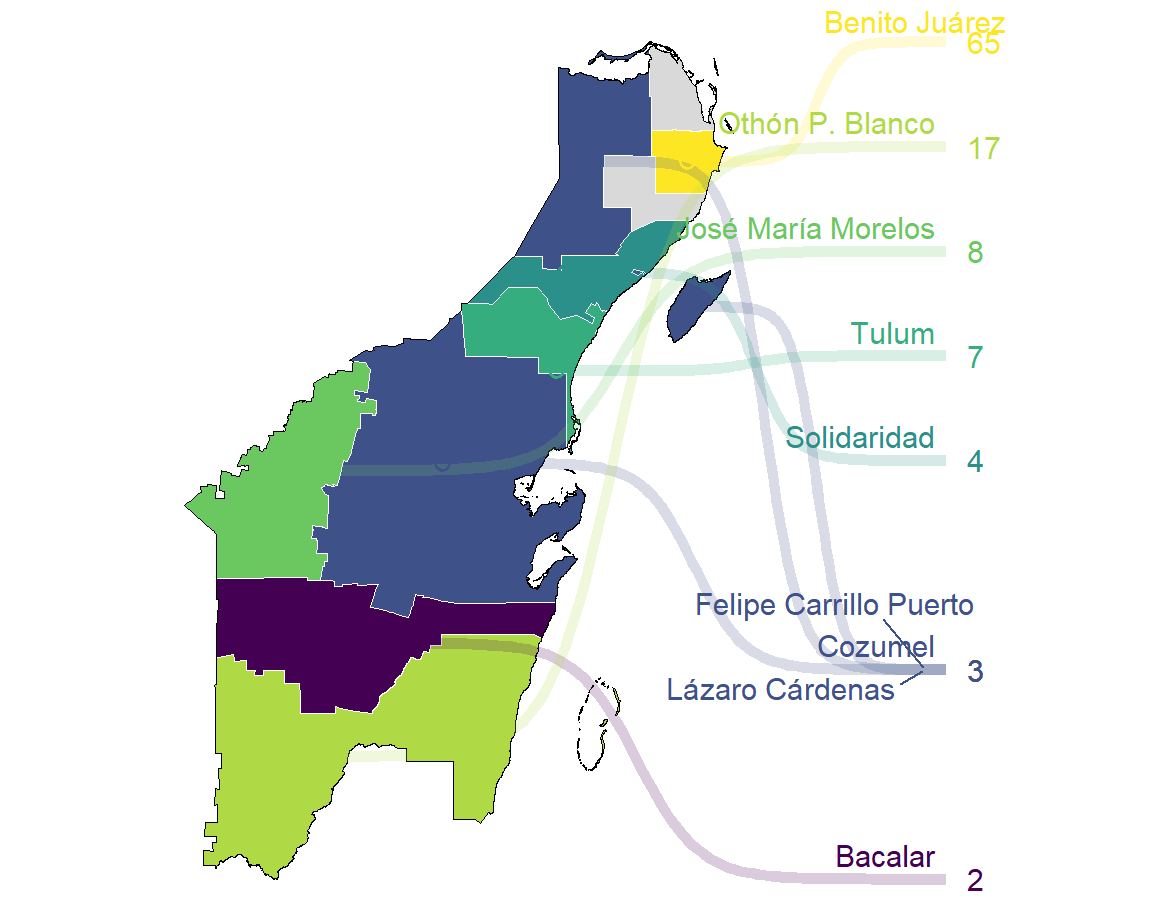 Benito Juárez
65
Othón P. Blanco
17
José María Morelos
8
Tulum
7
Solidaridad
4
Felipe Carrillo Puerto
Cozumel
3
Lázaro Cárdenas
Bacalar
2